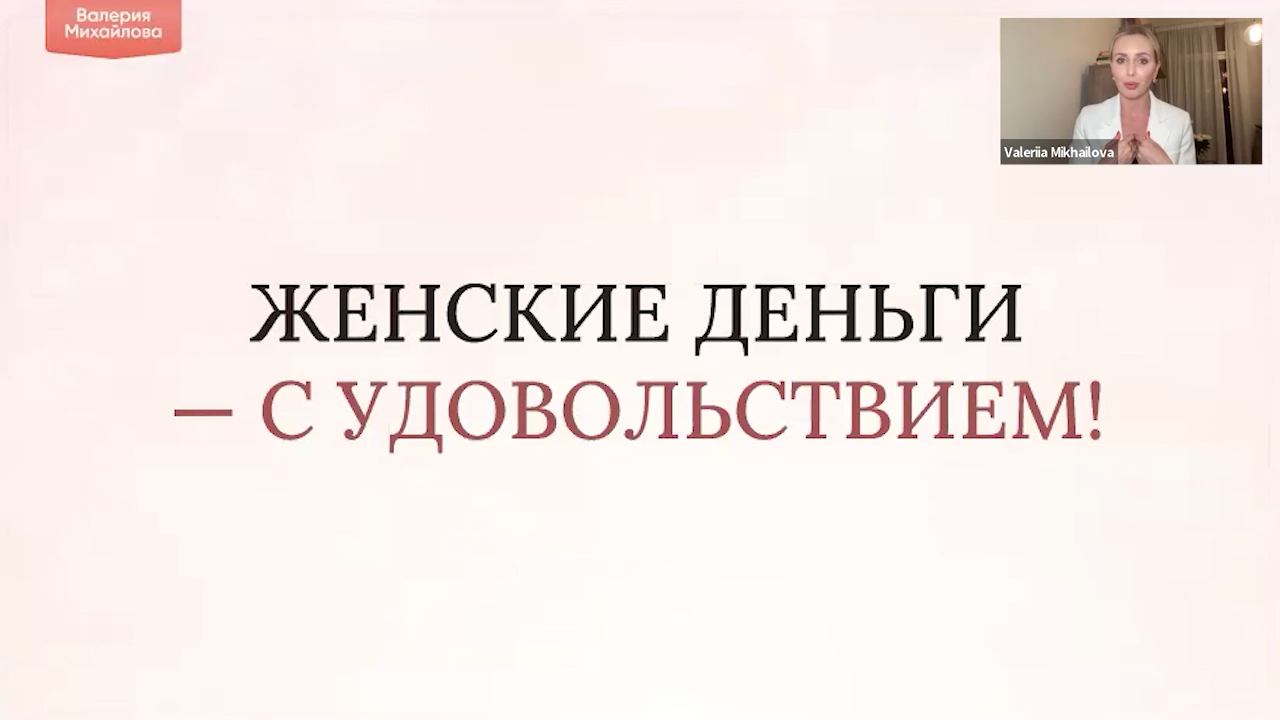 Валерия
Михайлова
Valeriia Mikhailova
ЖЕНСКИЕ ДЕНЬГИ
— С УДОВОЛЬСТВИЕМ!